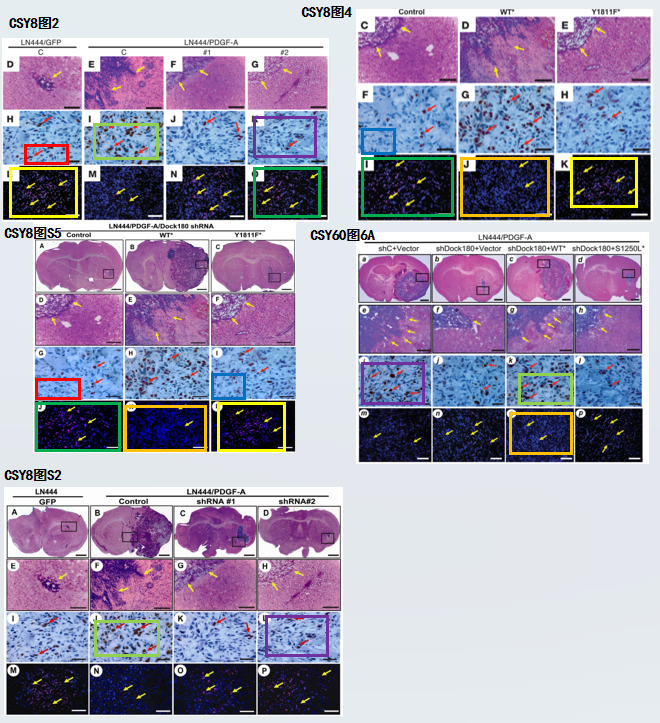 CSY8图2
LN444/GFP LN444/PDGF-A
C C #1 #2
D E F G
H I J
M N
CSY8图4
Control WT* Y1811F*
C D E
F G H
I J K
CSY8图S5
LN444/PDGF-A/Dock180 shRNA
Control WT* Y1811F*
A B C
D E F
G H I
J
CSY60图6A
LN444/PDGF-A
shC+Vector shDock180+Vector shDock180+WT* shDock180+S1250L*
a b c d
e f g h
j k l
m n p
CSY8图S2
LN444 LN444/PDGF-A
GFP Control shRNA #1 shRNA#2
A B C D
E F G H
I J K L
M N O P